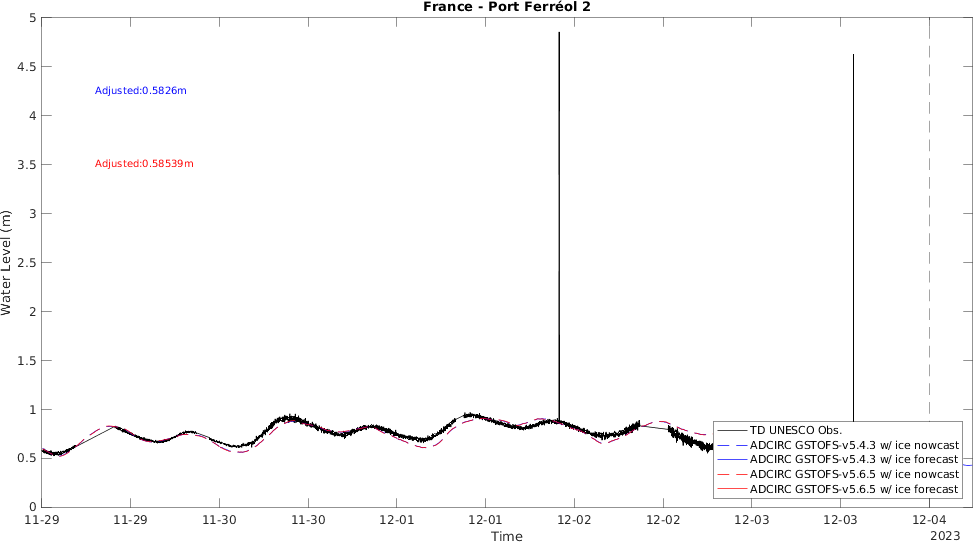 France - Port Ferréol 2
5
4.5
4
3.5
3
2.5
2
1.5
1
0.5
0
Water Level (m)
Adjusted:0.5826m
Adjusted:0.58539m
TD UNESCO Obs.
ADCIRC GSTOFS-v5.4.3 w/ ice nowcast
ADCIRC GSTOFS-v5.4.3 w/ ice forecast
ADCIRC GSTOFS-v5.6.5 w/ ice nowcast
ADCIRC GSTOFS-v5.6.5 w/ ice forecast
11-29 11-29 11-30 11-30 12-01 12-01 12-02 12-02 12-03 12-03 12-04
Time
2023